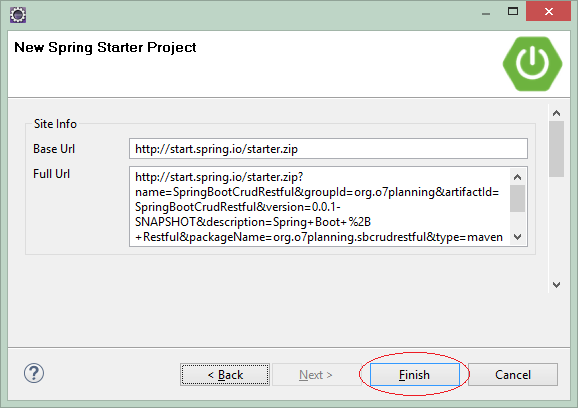 New Spring Starter Project
Site Info
Base Url
http://start.spring.io/starter.zip
Full Url
http://start.spring.io/starter.zip?
name=SpringBootCrudRestful&groupId=org.o7planning&artifactId=
SpringBootCrudRestful&version=0.0.1-
SNAPSHOT&description=Spring+Boot+%2B
+Restful&packageName=org.o7planning.sbcrudrestful&type=maven
< Back
Next >
Finish
Cancel